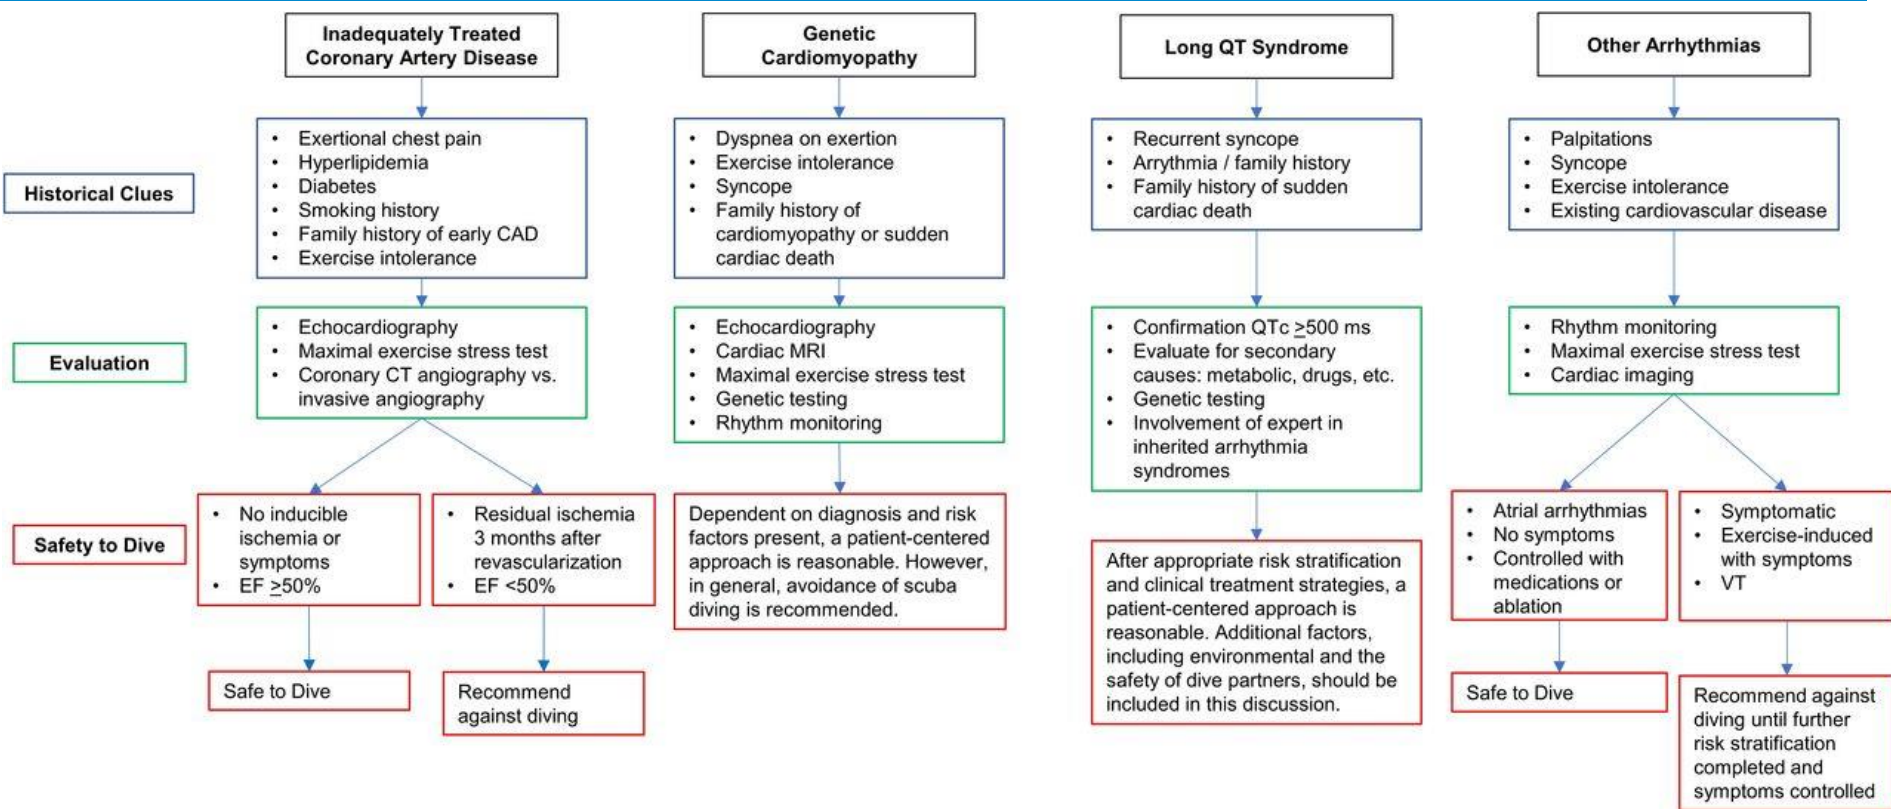 Inadequately Treated
Coronary Artery Disease
Genetic
Cardiomyopathy
Long QT Syndrome
Other Arrhythmias
Historical Clues
• Exertional chest pain
• Hyperlipidemia
• Diabetes
• Smoking history
• Family history of early CAD
• Exercise intolerance
• Dyspnea on exertion
• Exercise intolerance
• Syncope
• Family history of
cardiomyopathy or sudden
cardiac death
• Recurrent syncope
• Arrythmia / family history
• Family history of sudden
cardiac death
• Palpitations
• Syncope
• Exercise intolerance
• Existing cardiovascular disease
Evaluation
• Echocardiography
• Maximal exercise stress test
• Coronary CT angiography vs.
invasive angiography
• Echocardiography
• Cardiac MRI
• Maximal exercise stress test
• Genetic testing
• Rhythm monitoring
• Confirmation QTc ≥500 ms
• Evaluate for secondary
causes: metabolic, drugs, etc.
• Genetic testing
• Involvement of expert in
inherited arrhythmia
syndromes
• Rhythm monitoring
• Maximal exercise stress test
• Cardiac imaging
Safety to Dive
• No inducible
ischemia or
symptoms
• EF ≥50%
• Residual ischemia
3 months after
revascularization
• EF <50%
Dependent on diagnosis and risk
factors present, a patient-centered
approach is reasonable. However,
in general, avoidance of scuba
diving is recommended.
After appropriate risk stratification
and clinical treatment strategies, a
patient-centered approach is
reasonable. Additional factors,
including environmental and the
safety of dive partners, should be
included in this discussion.
• Atrial arrhythmias
• No symptoms
• Controlled with
medications or
ablation
• Symptomatic
• Exercise-induced
with symptoms
• VT
Safe to Dive
Recommend
against diving
Safe to Dive
Recommend against
diving until further
risk stratification
completed and
symptoms controlled